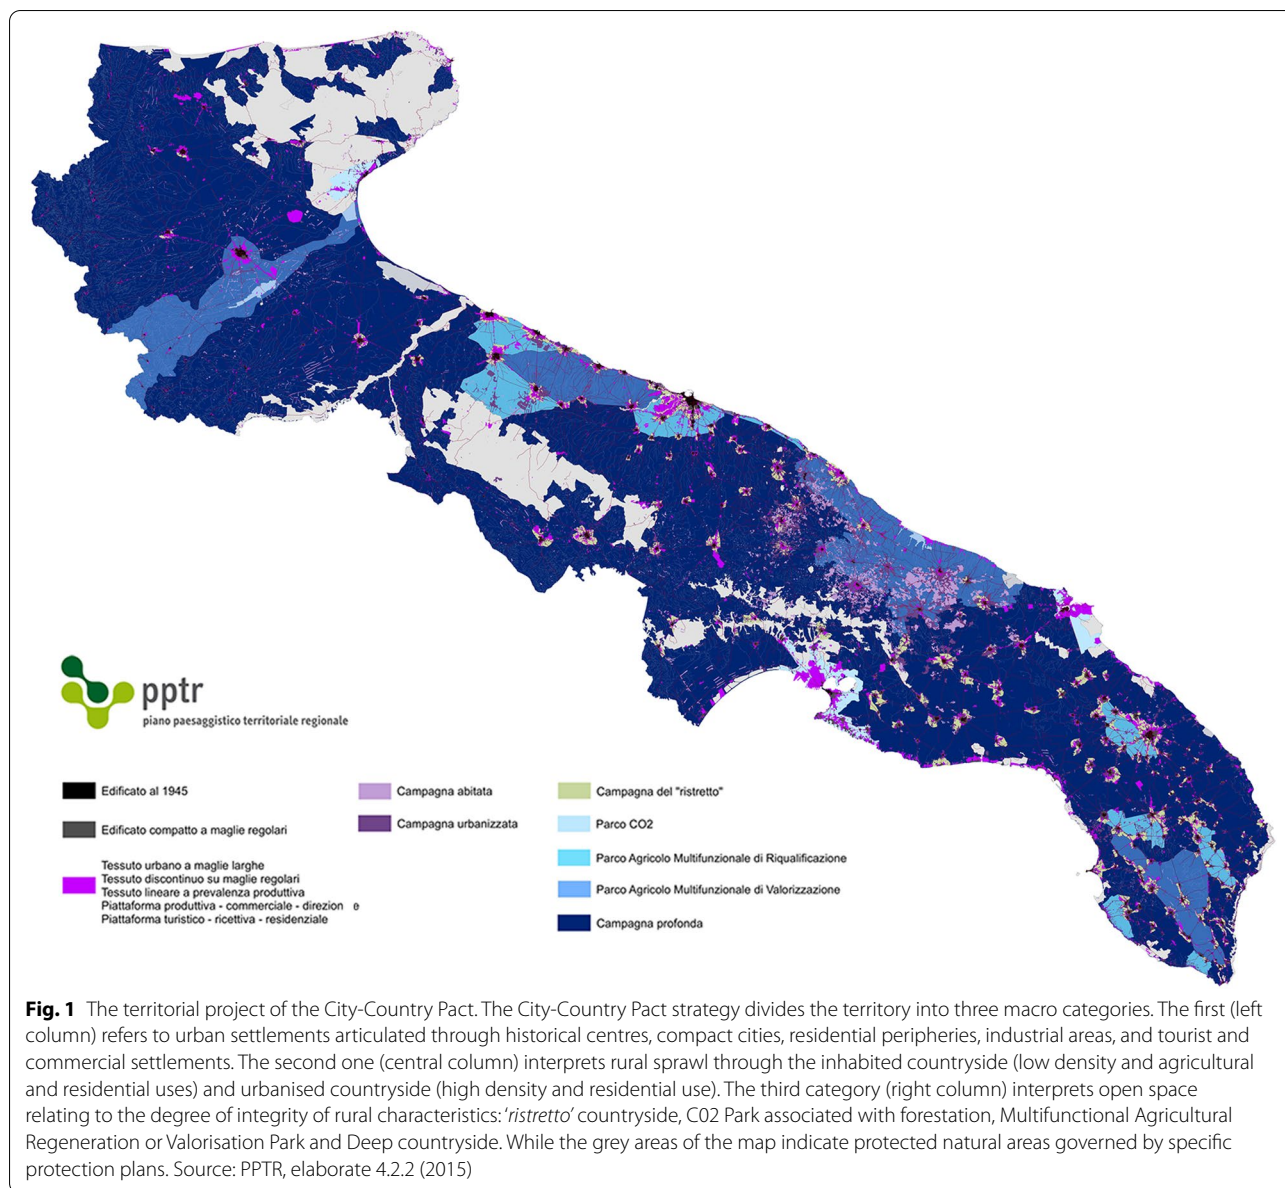 pptr
piano paesaggistico territoriale regionale
Edificato al 1945
Edificato compatto a maglie regolari
Tessuto urbano a maglie larghe
Tessuto discontinuo su maglie regolari
Tessuto lineare a prevalenza produttiva
Piattaforma produttiva - commerciale - direzion e
Piattaforma turistico - ricettiva - residenziale
Campagna abitata
Campagna urbanizzata
Campagna del "ristretto"
Parco CO2
Parco Agricolo Multifunzionale di Riqualificazione
Parco Agricolo Multifunzionale di Valorizzazione
Campagna profonda
Fig. 1 The territorial project of the City-Country Pact. The City-Country Pact strategy divides the territory into three macro categories. The first (left
column) refers to urban settlements articulated through historical centres, compact cities, residential peripheries, industrial areas, and tourist and
commercial settlements. The second one (central column) interprets rural sprawl through the inhabited countryside (low density and agricultural
and residential uses) and urbanised countryside (high density and residential use). The third category (right column) interprets open space
relating to the degree of integrity of rural characteristics: 'ristretto' countryside, C02 Park associated with forestation, Multifunctional Agricultural
Regeneration or Valorisation Park and Deep countryside. While the grey areas of the map indicate protected natural areas governed by specific
protection plans. Source: PPTR, elaborate 4.2.2 (2015)